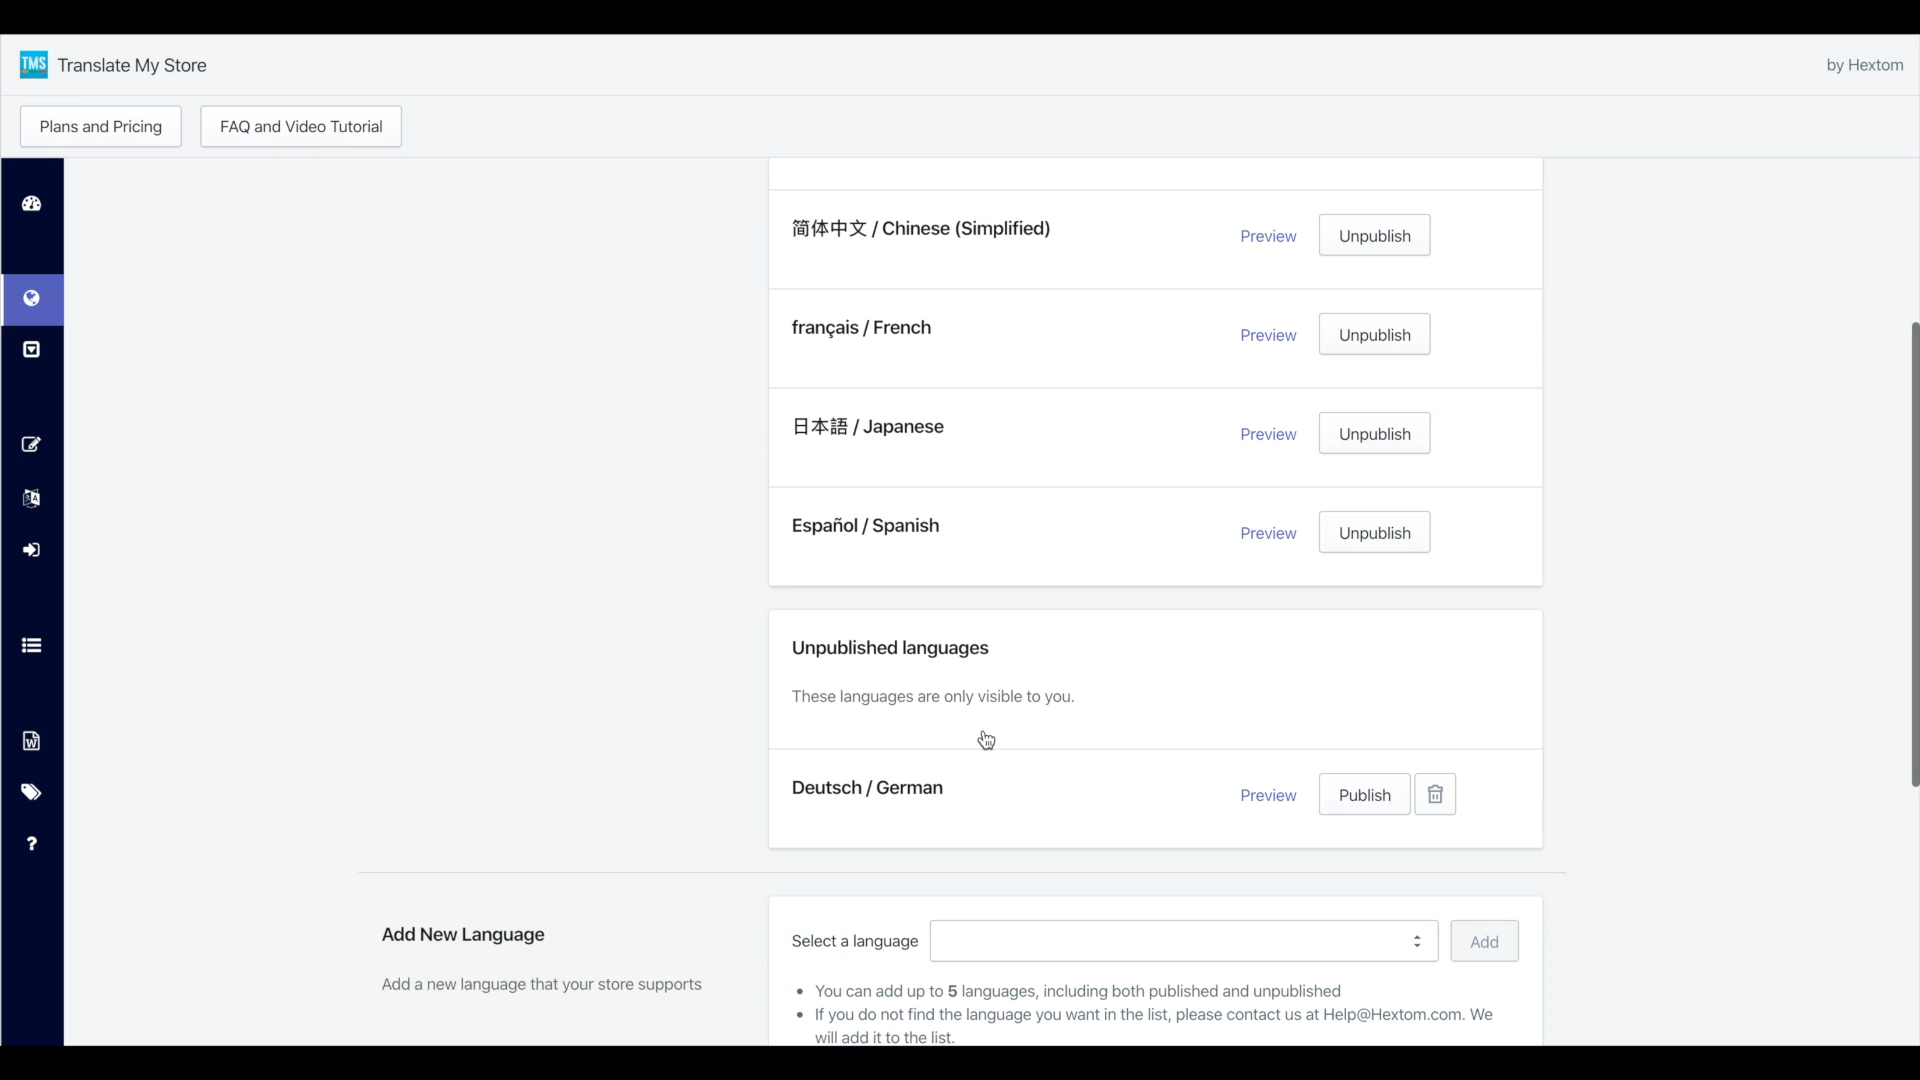 TMS Translate My Store
by Hextom
Plans and Pricing
FAQ and Video Tutorial
简体中文 / Chinese (Simplified)
Preview
Unpublish
français / French
Preview
Unpublish
日本語 / Japanese
Preview
Unpublish
Español / Spanish
Preview
Unpublish
Unpublished languages
These languages are only visible to you.
Deutsch / German
Preview
Publish
Add New Language
Add a new language that your store supports
Select a language
Add
You can add up to 5 languages, including both published and unpublished
If you do not find the language you want in the list, please contact us at Help@Hextom.com. We
will add it to the list.